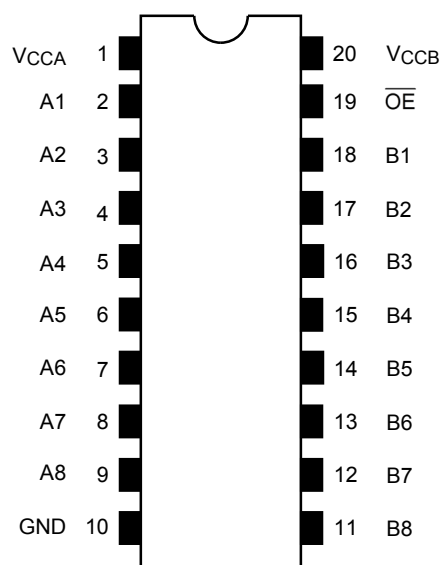 VCCA 1 20 VCCB
A1 2 19 O̅E̅
A2 3 18 B1
A3 4 17 B2
A4 5 16 B3
A5 6 15 B4
A6 7 14 B5
A7 8 13 B6
A8 9 12 B7
GND 10 11 B8